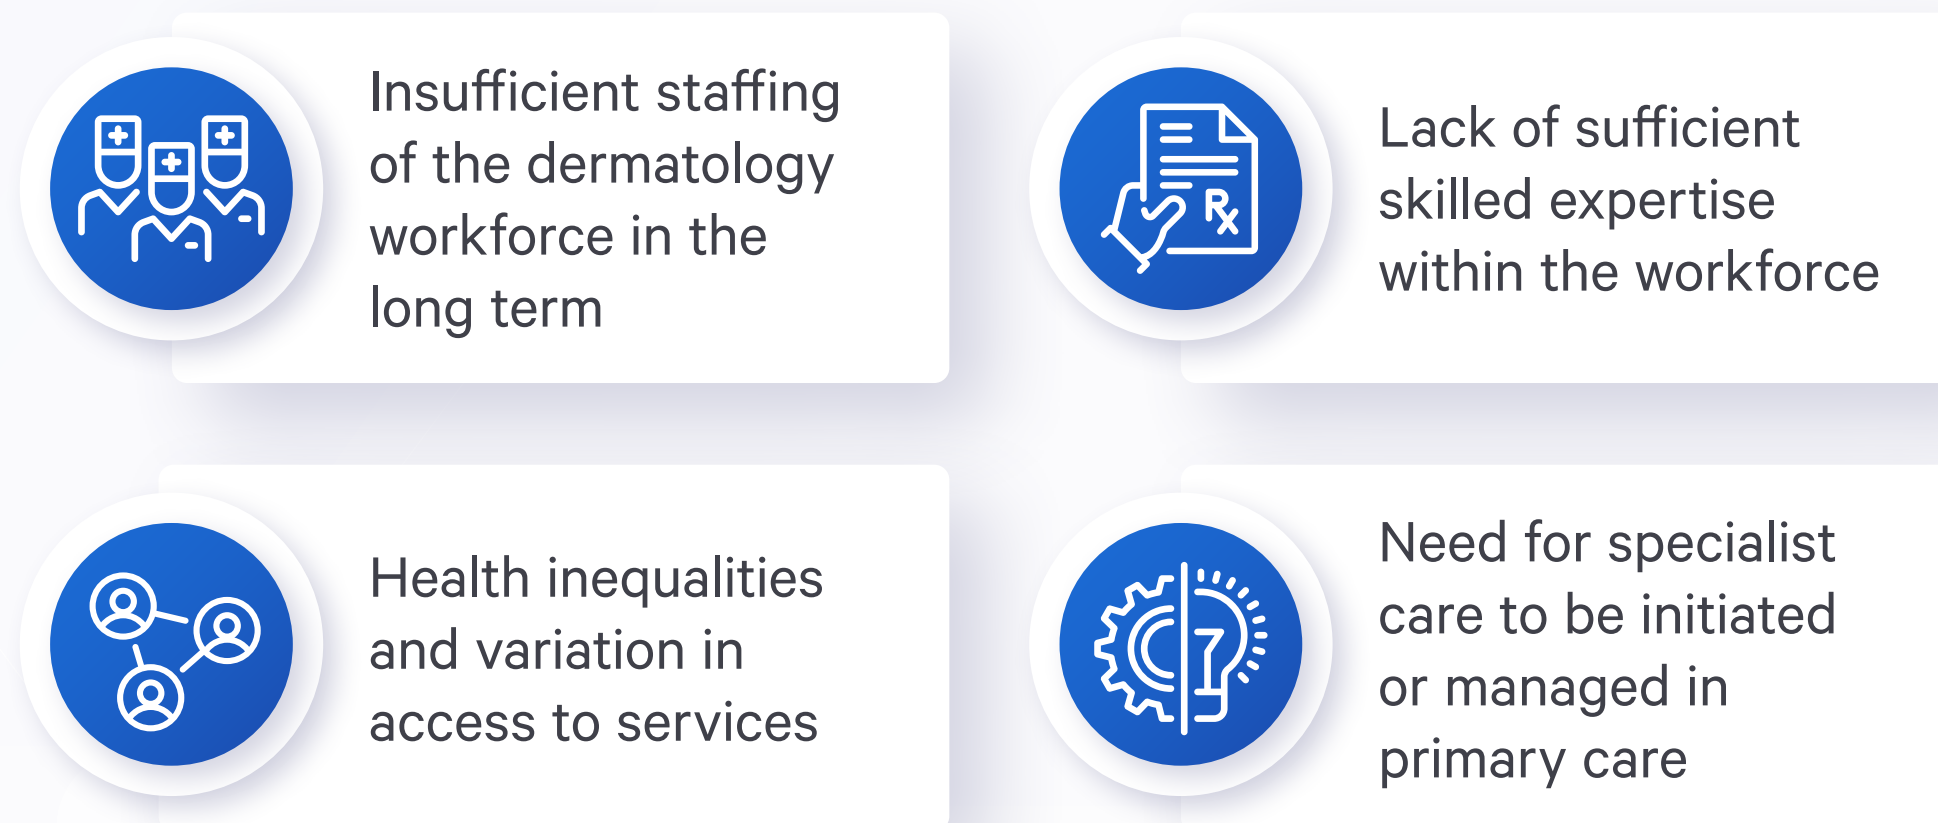 Insufficient staffing
of the dermatology
workforce in the
long term
Lack of sufficient
skilled expertise
within the workforce
Rx
Health inequalities
and variation in
access to services
Need for specialist
care to be initiated
or managed in
primary care